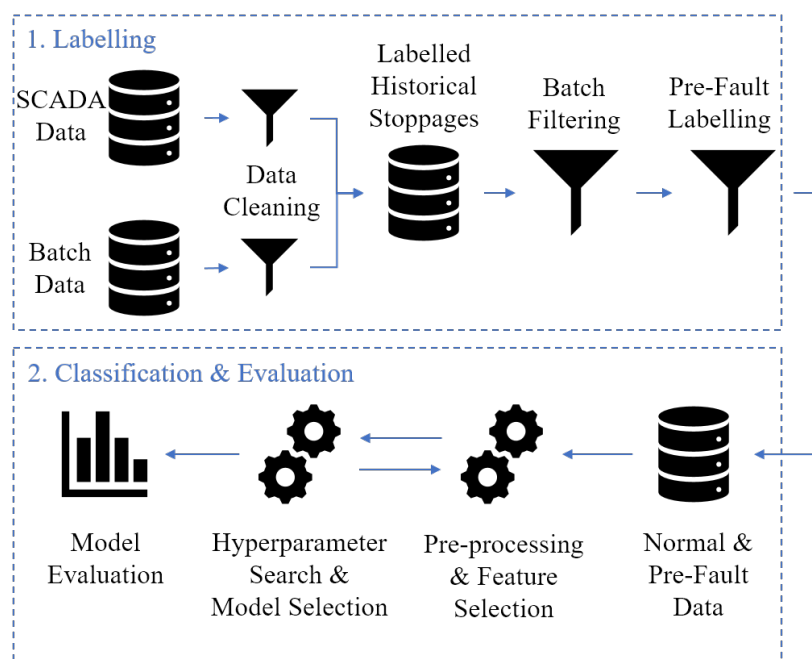 1. Labelling
SCADA
Data
Batch
Data
Data
Cleaning
Labelled
Historical
Stoppages
Batch
Filtering
Pre-Fault
Labelling
2. Classification & Evaluation
Model
Evaluation
Hyperparameter
Search &
Model Selection
Pre-processing
& Feature
Selection
Normal &
Pre-Fault
Data